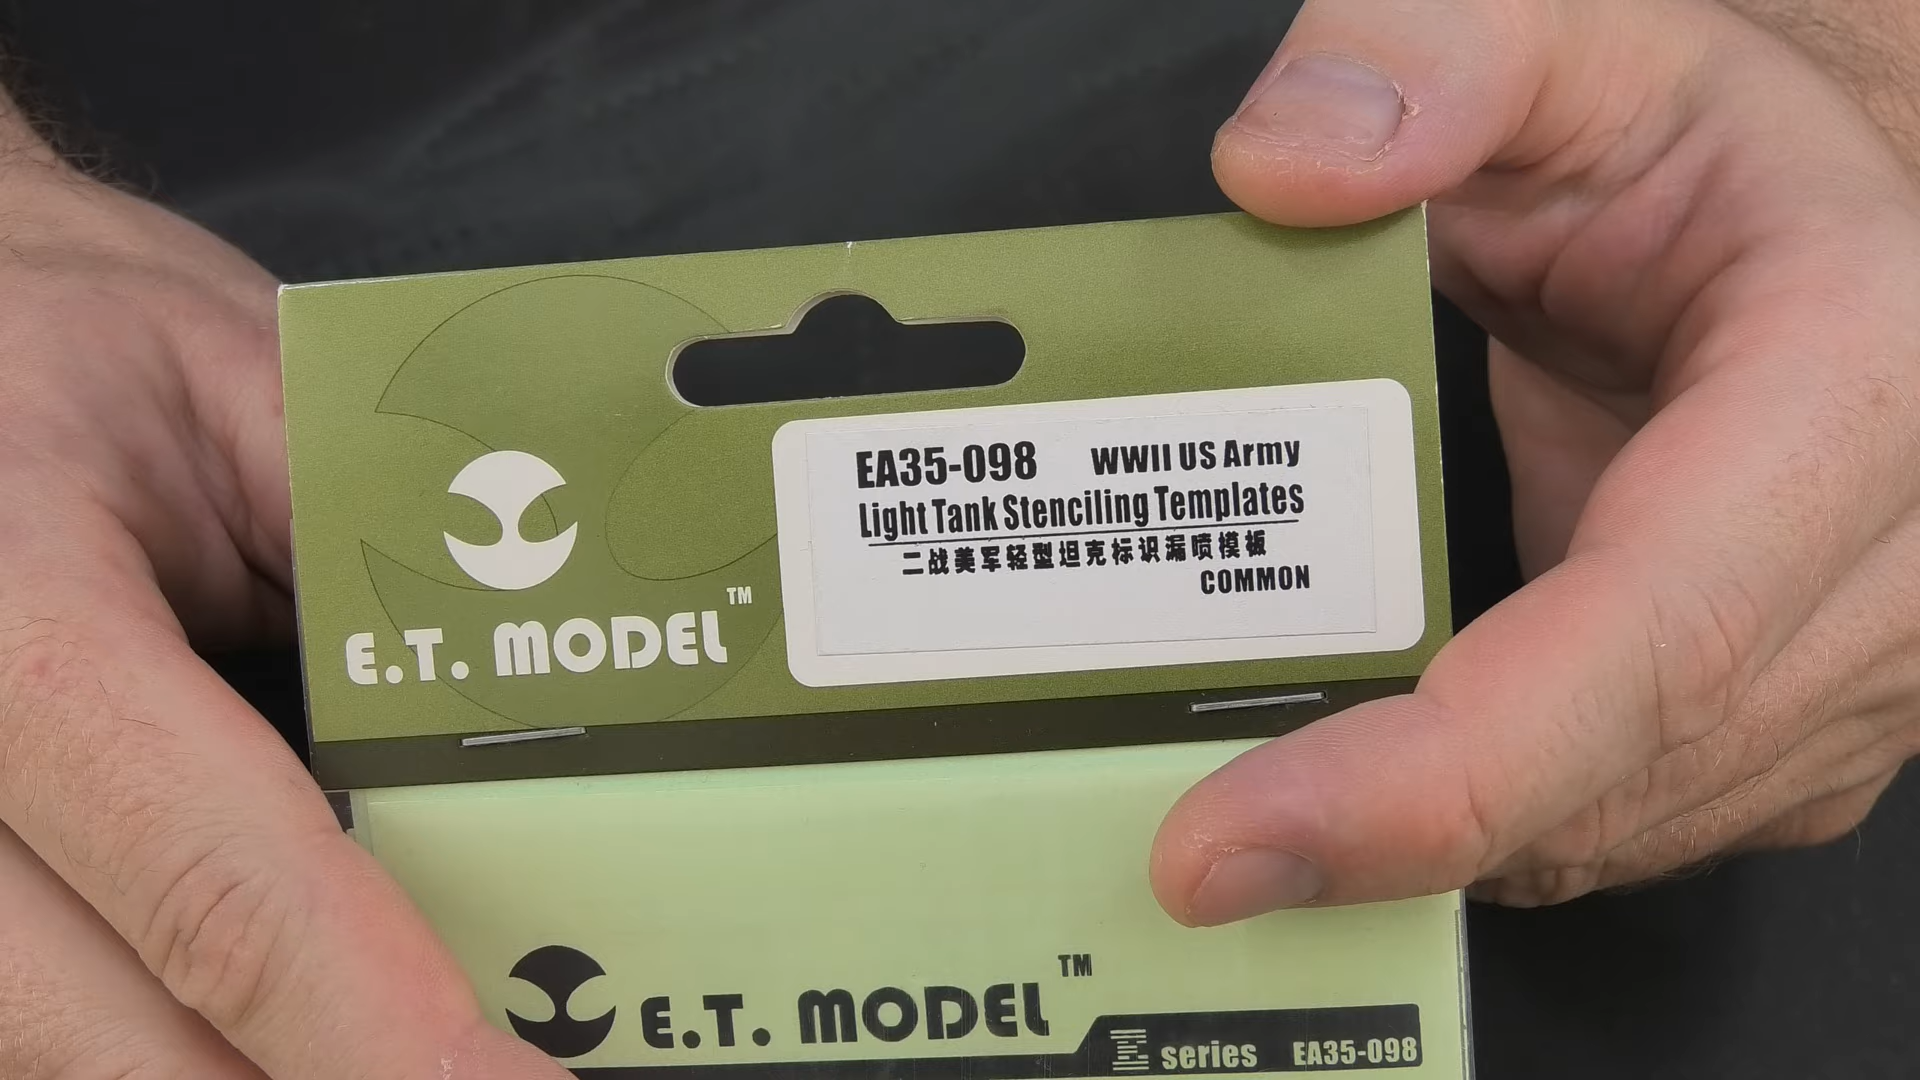 EA35-098 WWII US Army
Light Tank Stenciling Templates
二战美军轻型坦克标识漏喷模板
COMMON
E.T. MODEL™
E.T. MODEL™
E series EA35-098